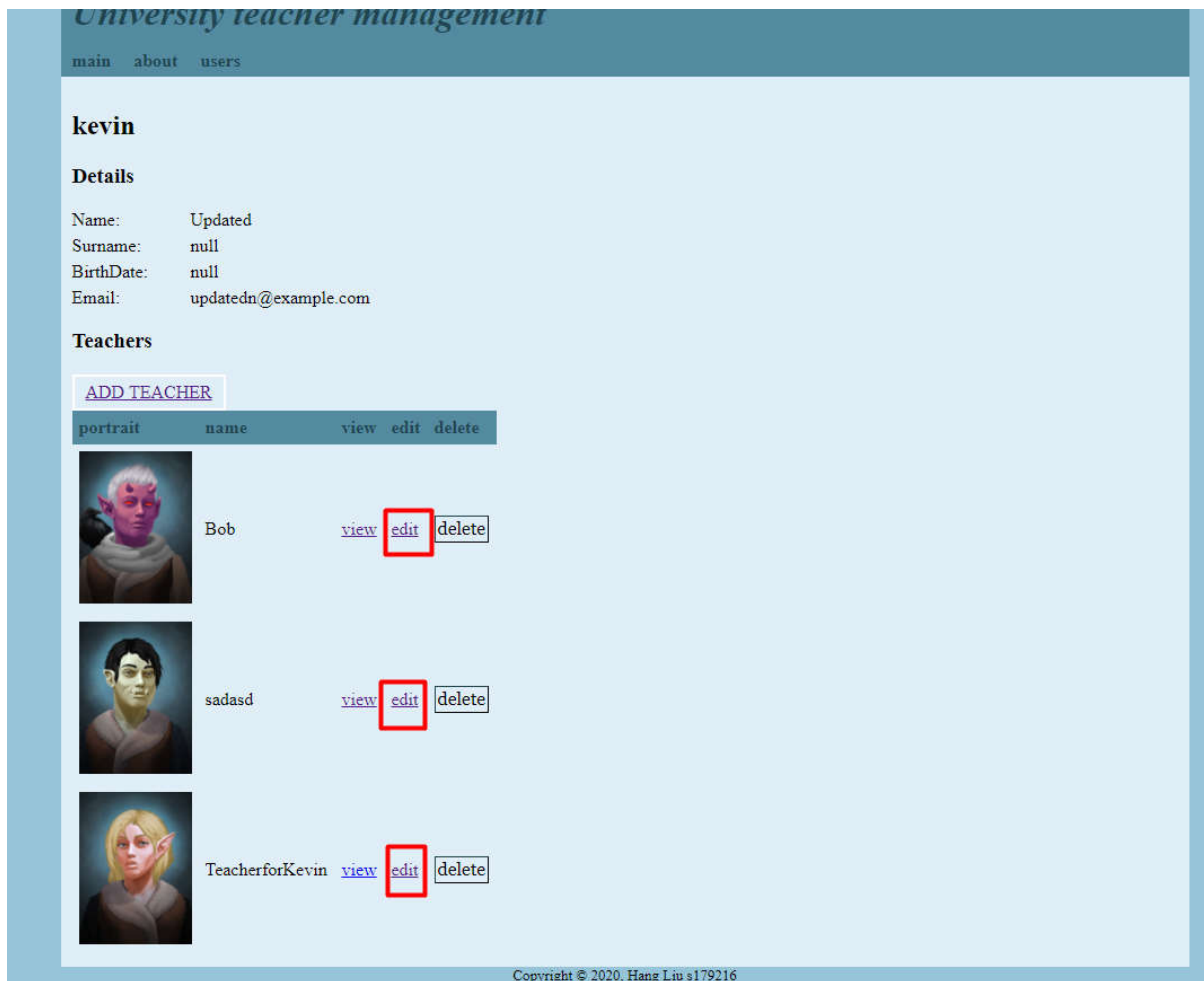 University teacher management
main about users
kevin
Details
Name: Updated
Surname: null
BirthDate: null
Email: updatedn@example.com
Teachers
ADD TEACHER
portrait name view edit delete
Bob view edit delete
sadasd view edit delete
TeacherforKevin view edit delete
Copyright © 2020, Hang Liu s179216